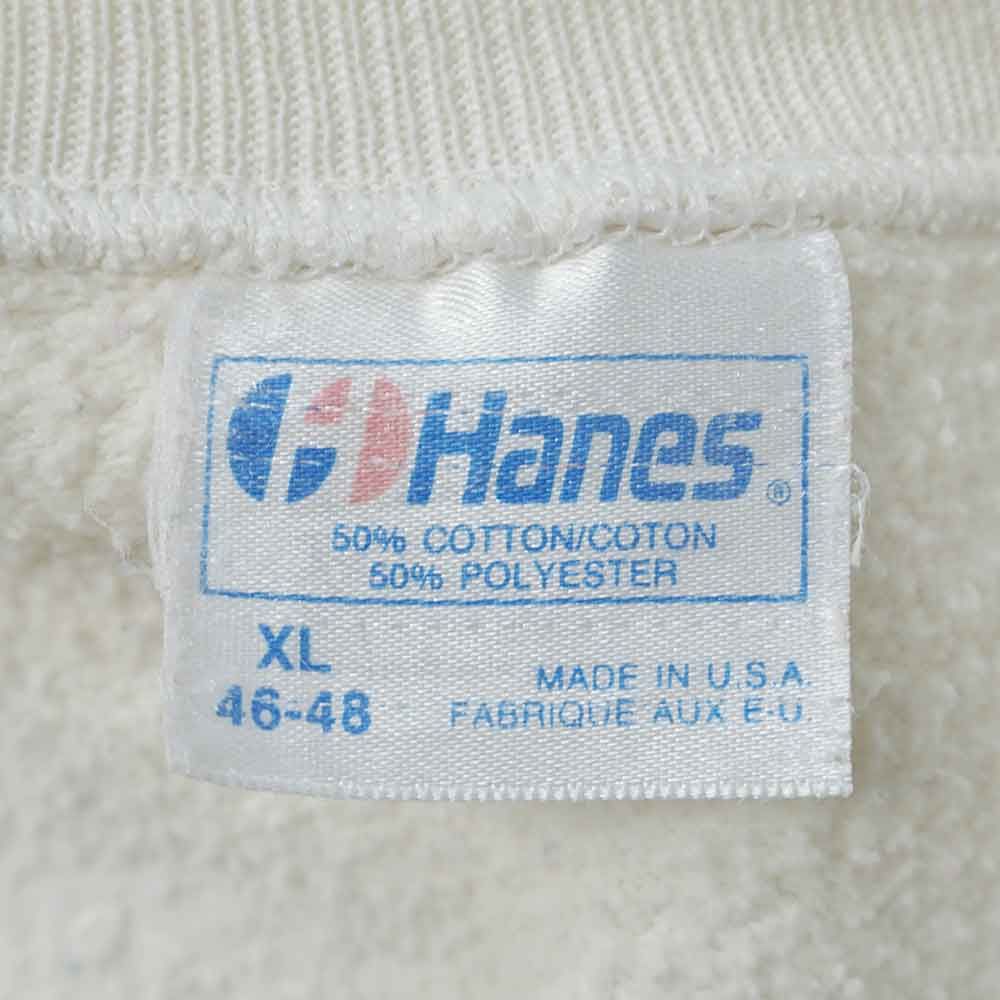 Hanes®
50% COTTON/COTON
50% POLYESTER
XL
46-48
MADE IN U.S.A.
FABRIQUE AUX E-U